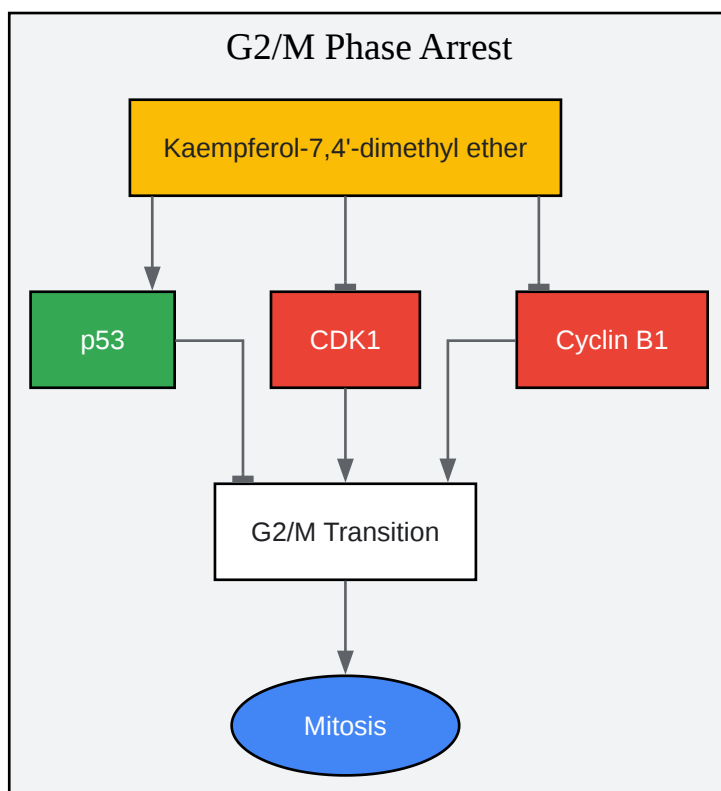 G2/M Phase Arrest
Kaempferol-7,4'-dimethyl ether
p53
CDK1
Cyclin B1
G2/M Transition
Mitosis